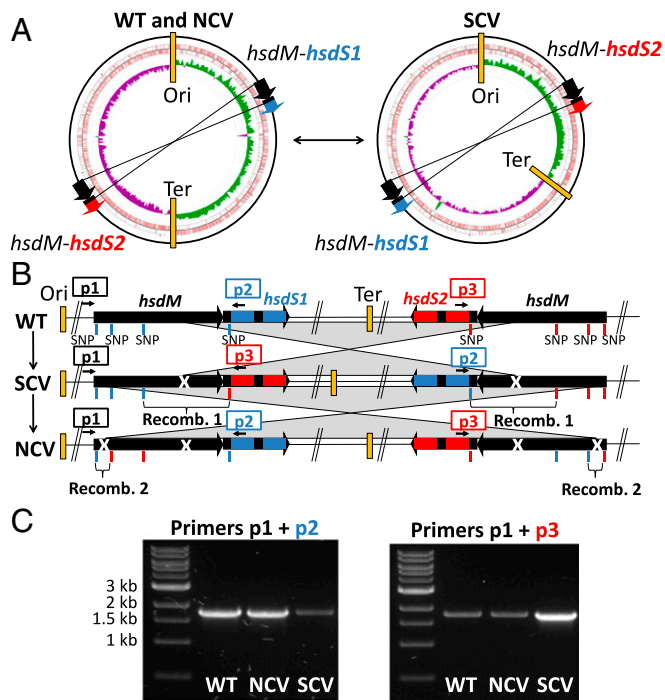 A
WT and NCV
SCV
hsdM-hsdS1
hsdM-hsdS2
Ori
Ori
Ter
Ter
hsdM-hsdS2
hsdM-hsdS1
B
Ori p1 hsdM p2 hsdS1 Ter hsdS2 p3 hsdM
WT
SNP SNP SNP SNP SNP SNP SNP SNP
p1 p3 p2
SCV
Recomb. 1 Recomb. 1
p1 p2 p3
NCV
Recomb. 2 Recomb. 2
C
Primers p1 + p2 Primers p1 + p3
3 kb
2 kb
1.5 kb
1 kb
WT NCV SCV WT NCV SCV